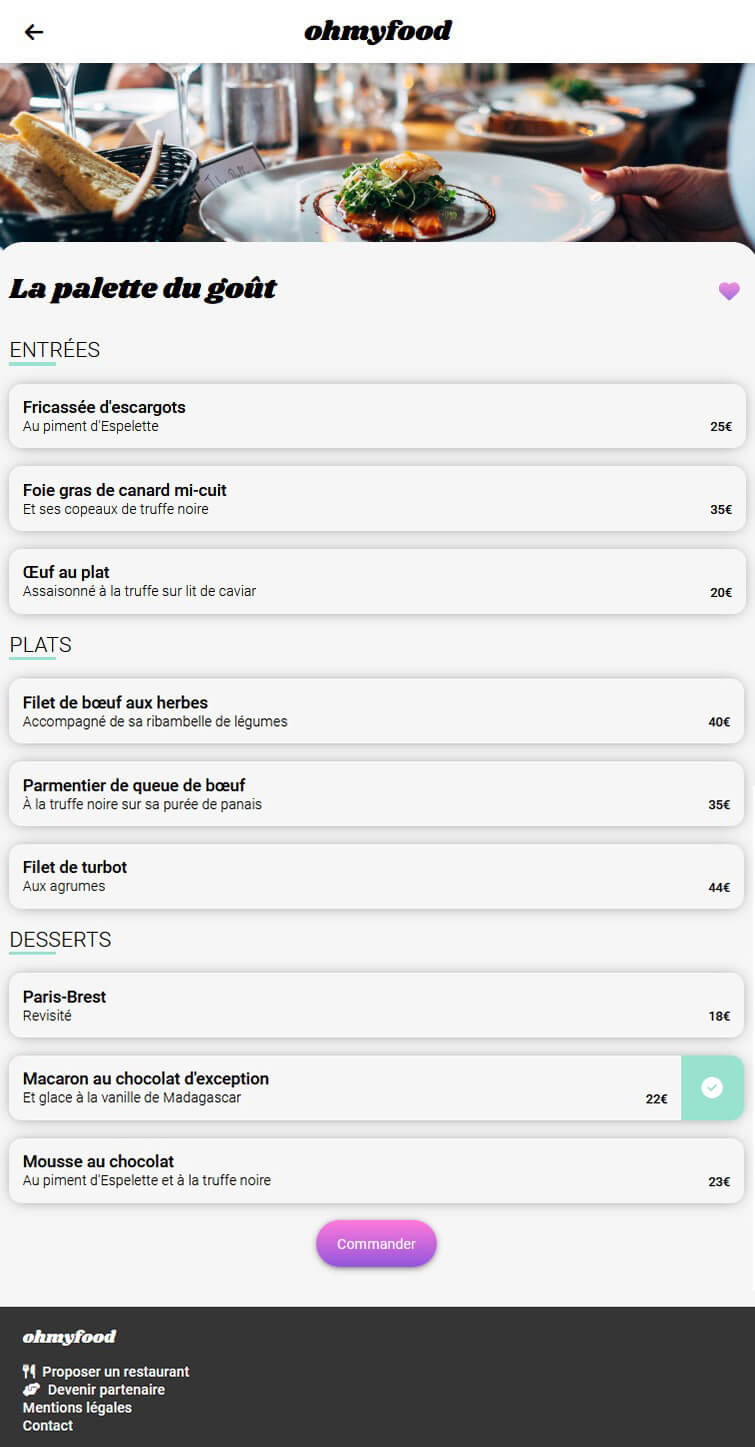 ohmyfood
La palette du goût
ENTRÉES
Fricassée d'escargots
Au piment d'Espelette
25€
Foie gras de canard mi-cuit
Et ses copeaux de truffe noire
35€
Œuf au plat
Assaisonné à la truffe sur lit de caviar
20€
PLATS
Filet de bœuf aux herbes
Accompagné de sa ribambelle de légumes
40€
Parmentier de queue de bœuf
À la truffe noire sur sa purée de panais
35€
Filet de turbot
Aux agrumes
44€
DESSERTS
Paris-Brest
Revisité
18€
Macaron au chocolat d'exception
Et glace à la vanille de Madagascar
22€
Mousse au chocolat
Au piment d'Espelette et à la truffe noire
23€
Commander
ohmyfood
Proposer un restaurant
Devenir partenaire
Mentions légales
Contact